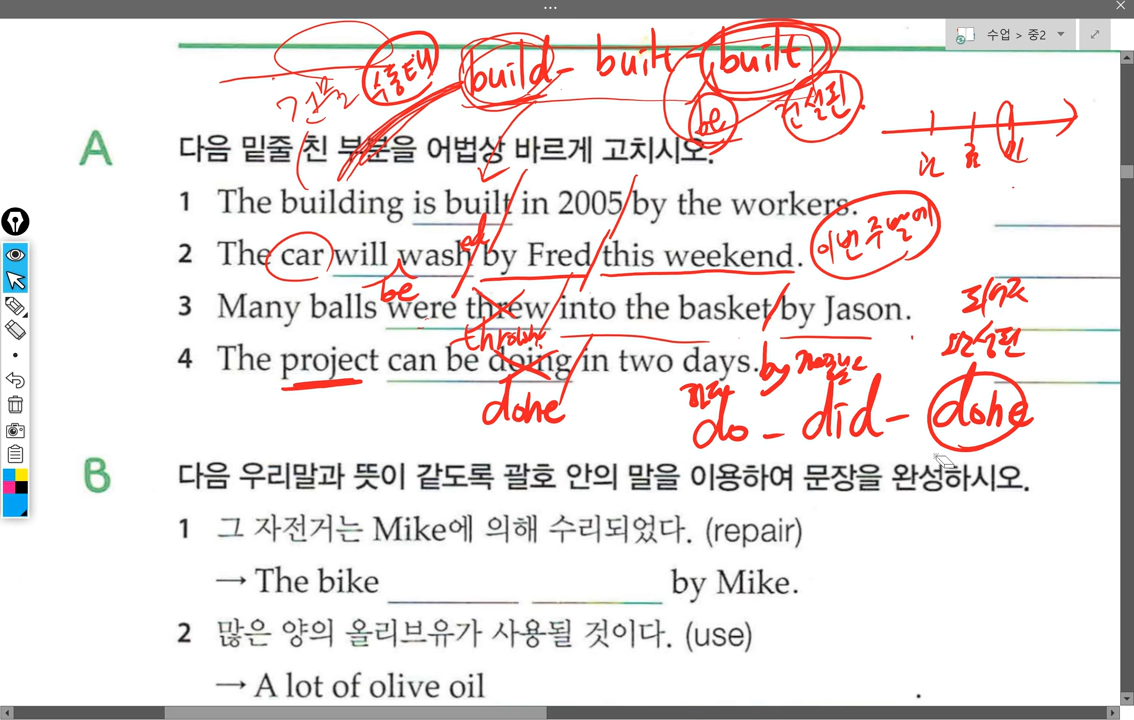 수업 > 중2
수동태 build - built - built
be 건설된.
A 다음 밑줄 친 부분을 어법상 바르게 고치시오.
1 The building is built in 2005 by the workers.
ed
2 The car will wash by Fred this weekend. 이번 주말에
be
3 Many balls were threw into the basket by Jason.
thrown
4 The project can be doing in two days. by
done do - did - done
완성된
B 다음 우리말과 뜻이 같도록 괄호 안의 말을 이용하여 문장을 완성하시오.
1 그 자전거는 Mike에 의해 수리되었다. (repair)
→ The bike by Mike.
2 많은 양의 올리브유가 사용될 것이다. (use)
→ A lot of olive oil .